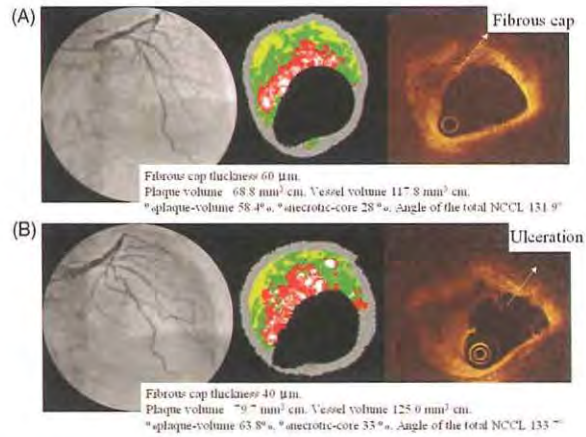 (A)
Fibrous cap
Fibrous cap thickness 60 μm.
Plaque volume 68.8 mm³ cm. Vessel volume 117.8 mm³ cm.
%plaque-volume 58.4%, %necrotic-core 28%. Angle of the total NCCL 131.9°
(B)
Ulceration
Fibrous cap thickness 40 μm.
Plaque volume 79.7 mm³ cm. Vessel volume 125.0 mm³ cm.
%plaque-volume 63.8%, %necrotic-core 33%. Angle of the total NCCL 133.7°